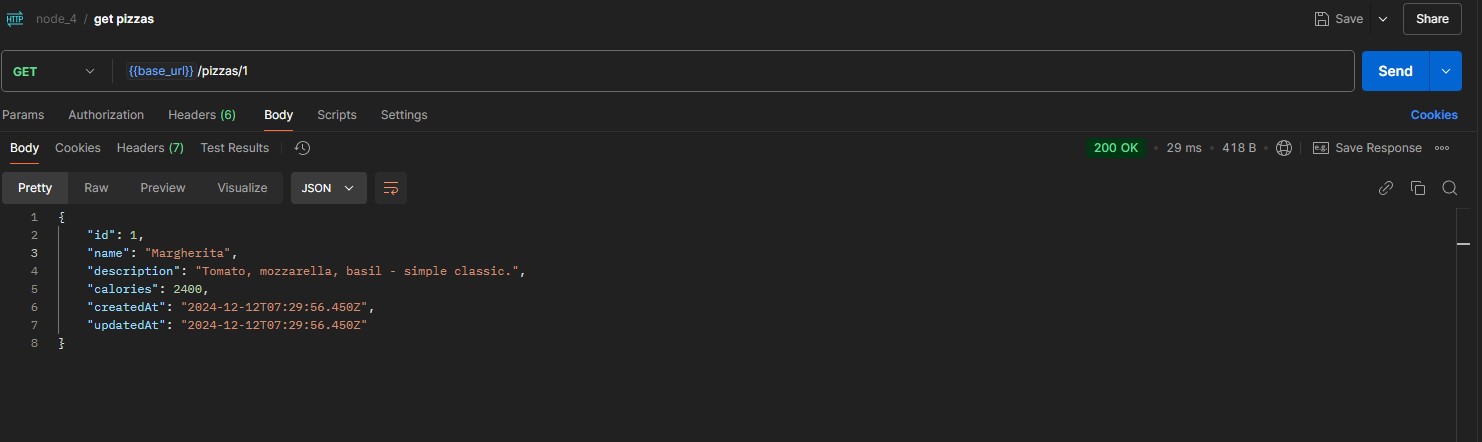 HTTP node_4 / get pizzas Save Share
GET {{base_url}} /pizzas/1 Send
Params Authorization Headers (6) Body Scripts Settings Cookies
Body Cookies Headers (7) Test Results 200 OK • 29 ms • 418 B • e.g. Save Response
Pretty Raw Preview Visualize JSON
1 {
2 "id": 1,
3 "name": "Margherita",
4 "description": "Tomato, mozzarella, basil - simple classic.",
5 "calories": 2400,
6 "createdAt": "2024-12-12T07:29:56.450Z",
7 "updatedAt": "2024-12-12T07:29:56.450Z"
8 }